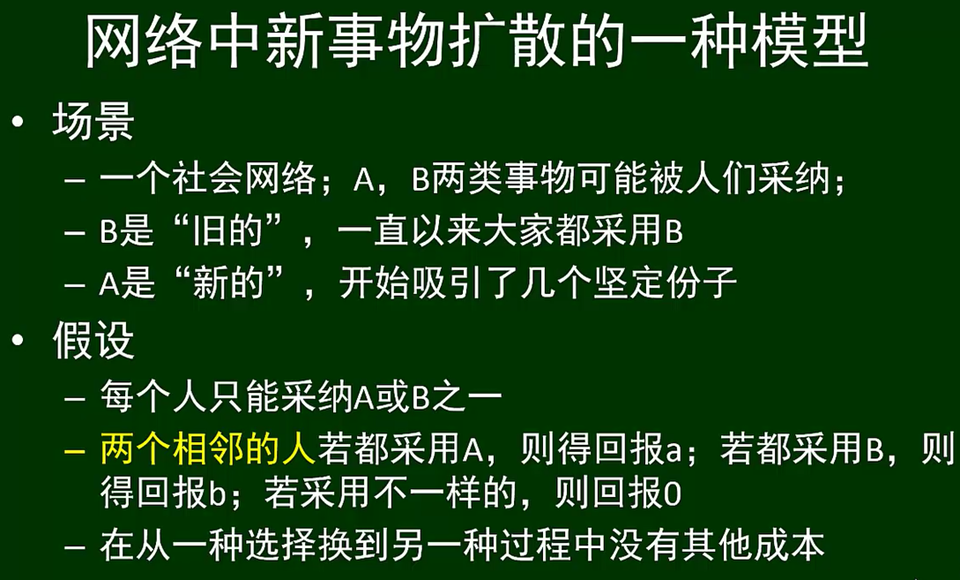 网络中新事物扩散的一种模型
• 场景
– 一个社会网络；A，B两类事物可能被人们采纳；
– B是“旧的”，一直以来大家都采用B
– A是“新的”，开始吸引了几个坚定份子
• 假设
– 每个人只能采纳A或B之一
– 两个相邻的人若都采用A，则得回报a；若都采用B，则
得回报b；若采用不一样的，则回报0
– 在从一种选择换到另一种过程中没有其他成本